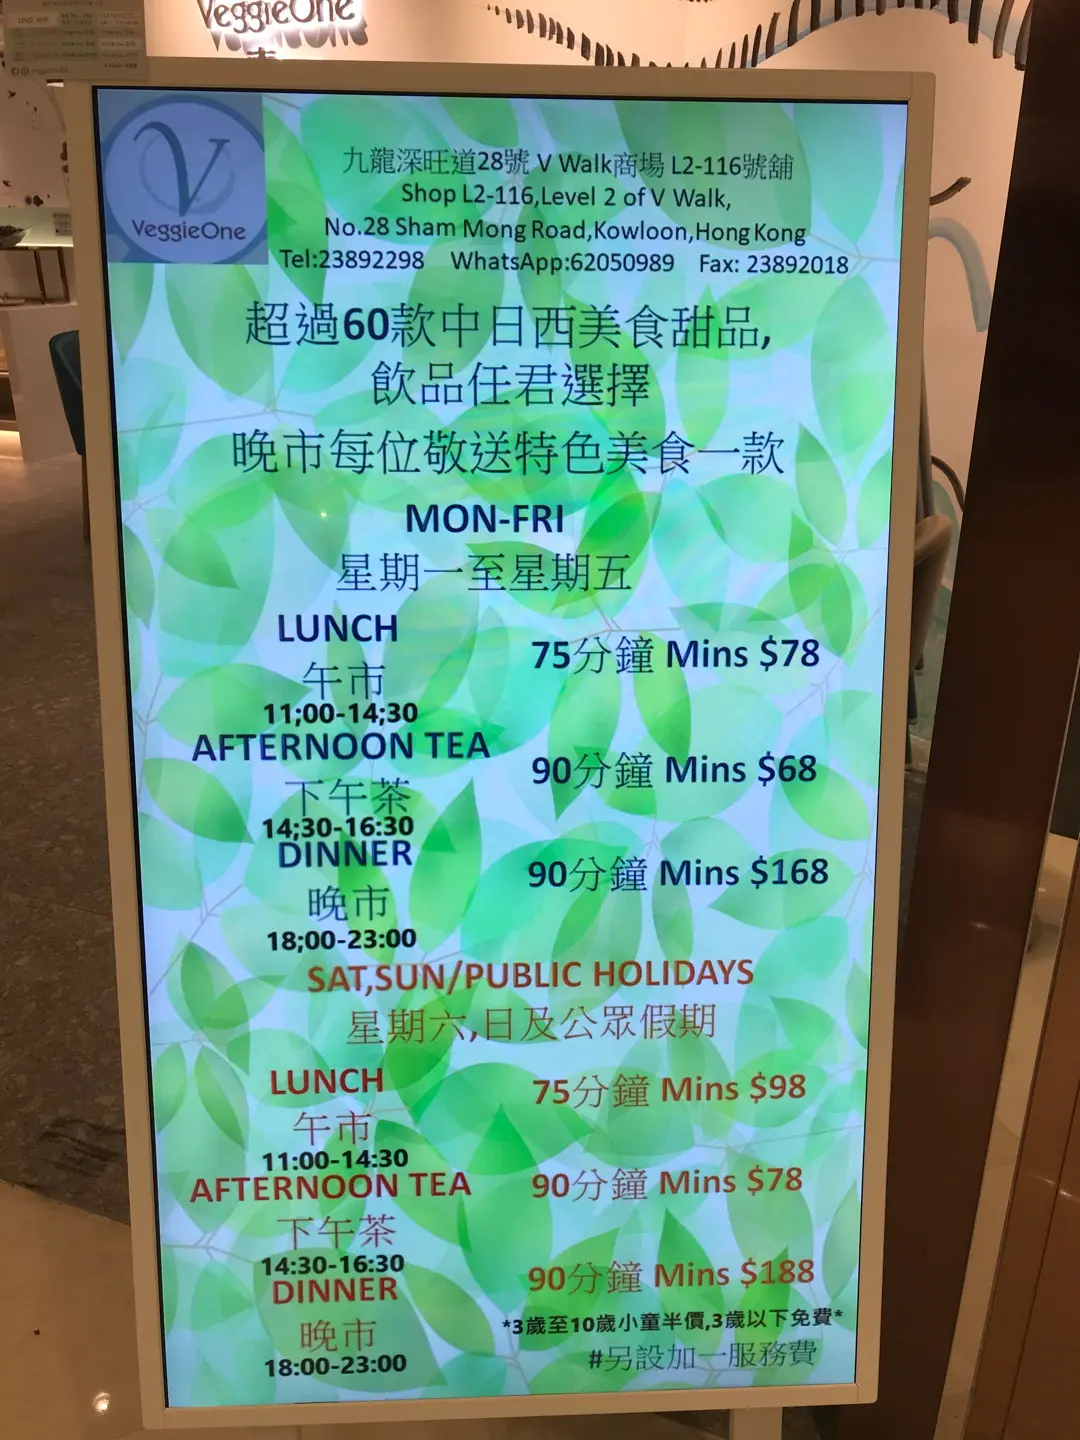 VeggieOne
V
VeggieOne
九龍深旺道28號 V Walk商場 L2-116號舖
Shop L2-116,Level 2 of V Walk,
No.28 Sham Mong Road,Kowloon,Hong Kong
Tel:23892298 WhatsApp:62050989 Fax: 23892018
超過60款中日西美食甜品,
飲品任君選擇
晚市每位敬送特色美食一款
MON-FRI
星期一至星期五
LUNCH
午市
11;00-14;30
75分鐘 Mins $78
AFTERNOON TEA
下午茶
14;30-16:30
90分鐘 Mins $68
DINNER
晚市
18;00-23:00
90分鐘 Mins $168
SAT,SUN/PUBLIC HOLIDAYS
星期六,日及公眾假期
LUNCH
午市
11:00-14:30
75分鐘 Mins $98
AFTERNOON TEA
下午茶
14:30-16:30
90分鐘 Mins $78
DINNER
晚市
18:00-23:00
90分鐘 Mins $188
*3歲至10歲小童半價,3歲以下免費*
#另設加一服務費